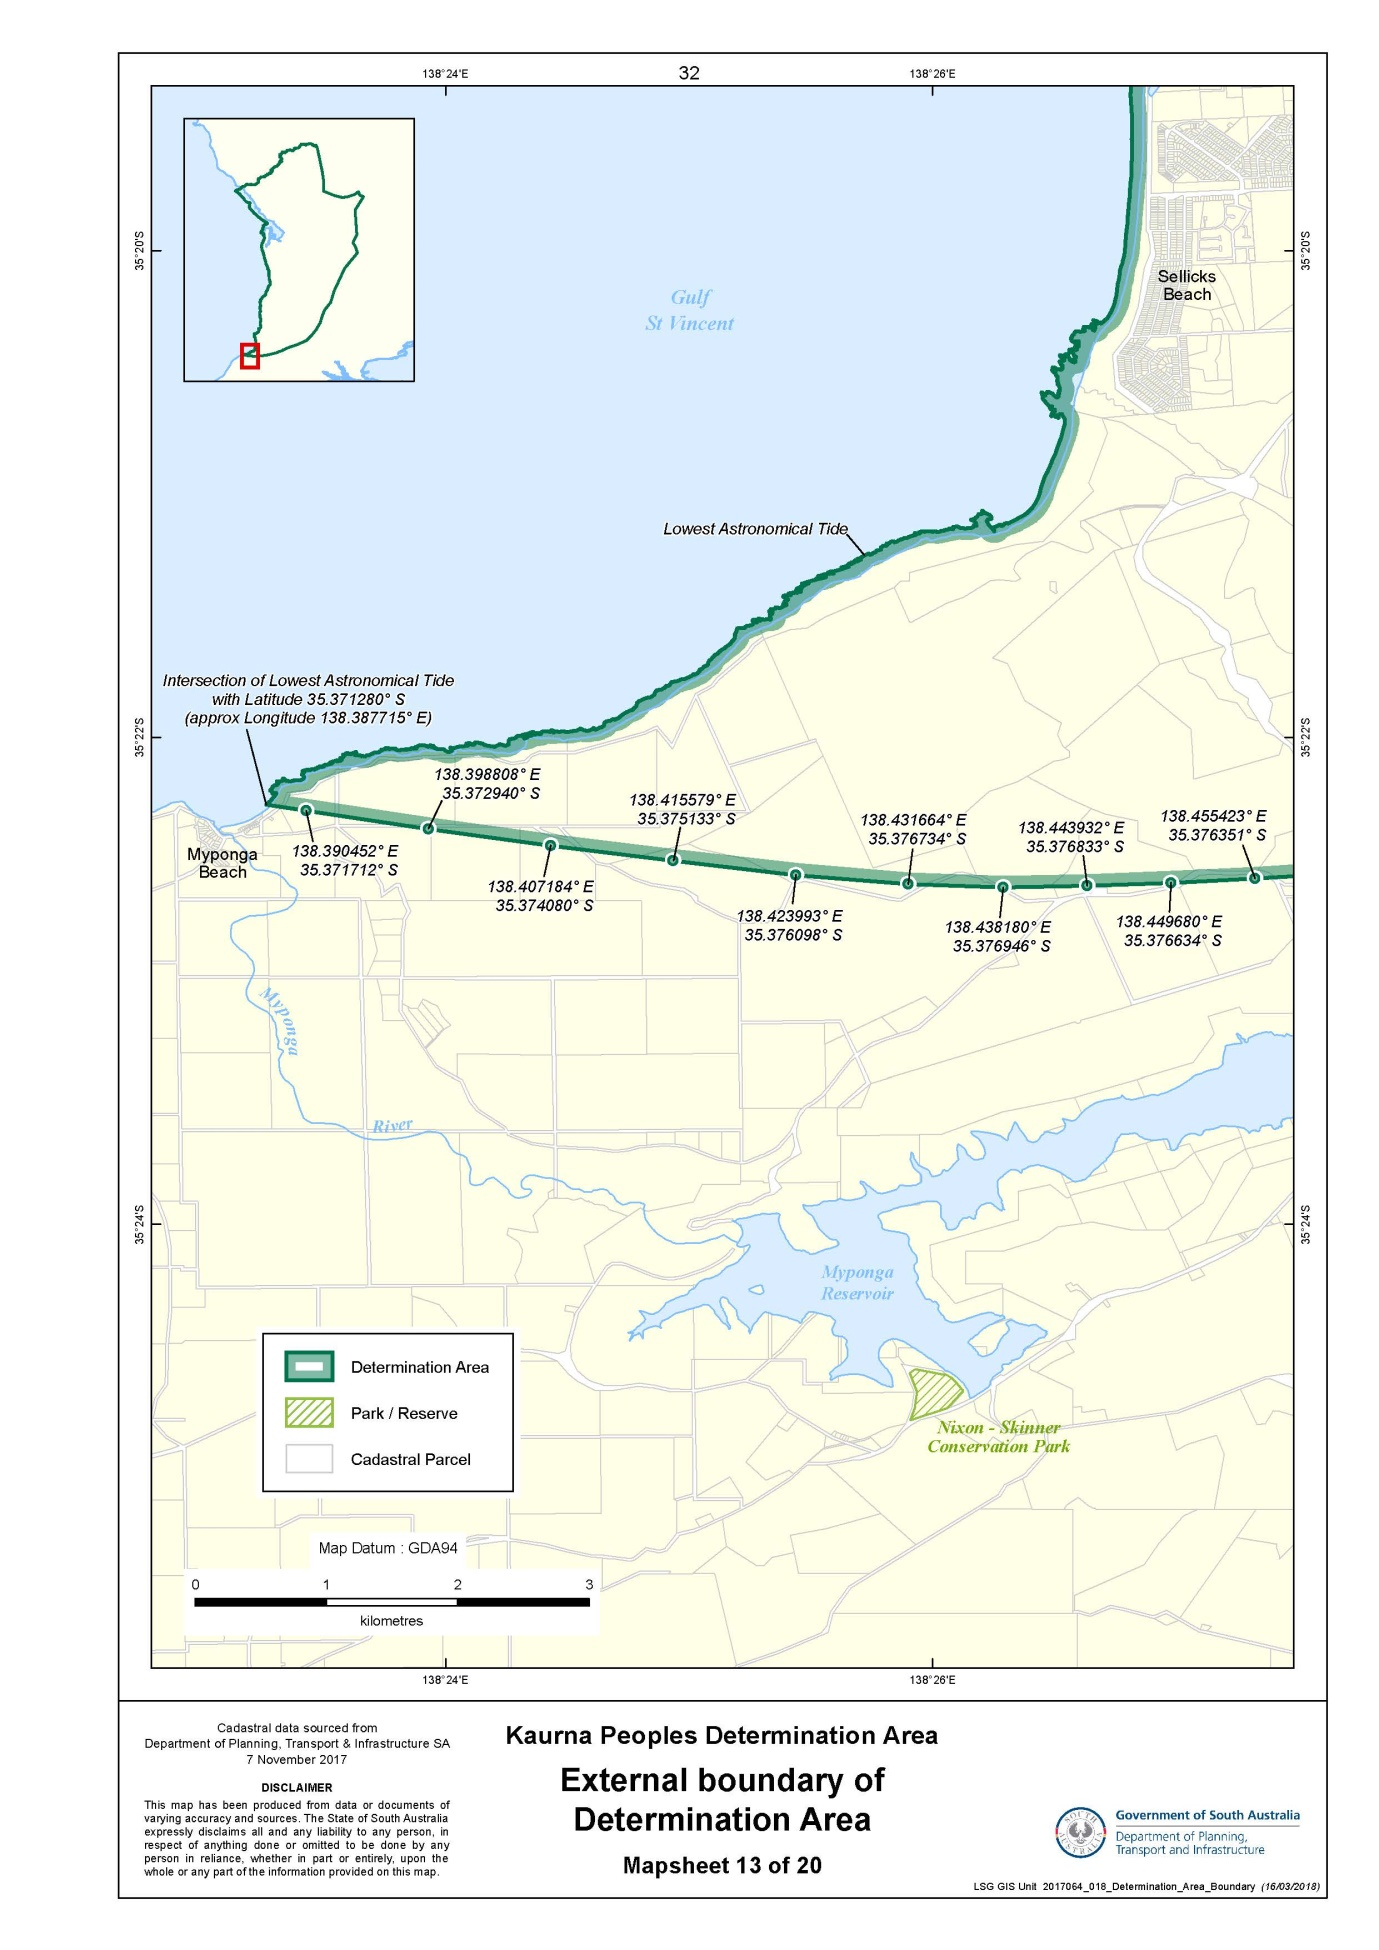 32
138°24'E
138°26'E
35°20'S
35°20'S
Sellicks
Beach
Gulf
St Vincent
Lowest Astronomical Tide
Intersection of Lowest Astronomical Tide
with Latitude 35.371280° S
(approx Longitude 138.387715° E)
35°22'S
35°22'S
138.398808° E
35.372940° S
138.415579° E
35.375133° S
138.431664° E
35.376734° S
138.443932° E
35.376833° S
138.455423° E
35.376351° S
Myponga
Beach
138.390452° E
35.371712° S
138.407184° E
35.374080° S
138.423993° E
35.376098° S
138.438180° E
35.376946° S
138.449680° E
35.376634° S
Myponga
River
35°24'S
35°24'S
Myponga
Reservoir
Determination Area
Park / Reserve
Cadastral Parcel
Nixon - Skinner
Conservation Park
Map Datum : GDA94
0 1 2 3
kilometres
138°24'E
138°26'E
Cadastral data sourced from
Department of Planning, Transport & Infrastructure SA
7 November 2017
DISCLAIMER
This map has been produced from data or documents of
varying accuracy and sources. The State of South Australia
expressly disclaims all and any liability to any person, in
respect of anything done or omitted to be done by any
person in reliance, whether in part or entirely, upon the
whole or any part of the information provided on this map.
Kaurna Peoples Determination Area
External boundary of
Determination Area
Mapsheet 13 of 20
Government of South Australia
Department of Planning,
Transport and Infrastructure
LSG GIS Unit 2017064_018_Determination_Area_Boundary (16/03/2018)